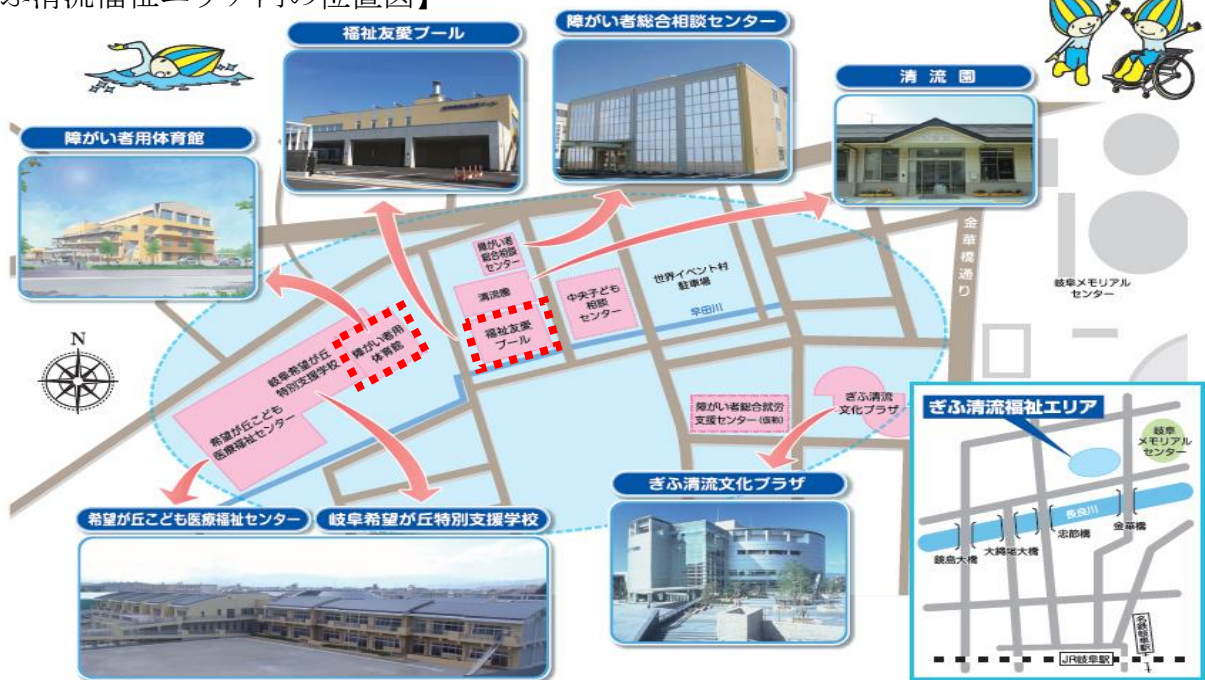 ふ清流福祉エリア内の位置図】
福祉友愛プール
障がい者総合相談センター
清流園
障がい者用体育館
障がい者
総合相談
センター
清流園
福祉友愛
プール
中央子ども
相談
センター
世界イベント村
駐車場
早田川
金華橋通り
岐阜メモリアル
センター
N
障がい者用
体育館
岐阜希望が丘
特別支援学校
希望が丘こども
医療福祉センター
障がい者総合就労
支援センター(仮称)
ぎふ清流
文化プラザ
希望が丘こども医療福祉センター
岐阜希望が丘特別支援学校
ぎふ清流文化プラザ
ぎふ清流福祉エリア
岐阜
メモリアル
センター
長良川
鏡島大橋
大縄場大橋
忠節橋
金華橋
名鉄岐阜駅
JR岐阜駅